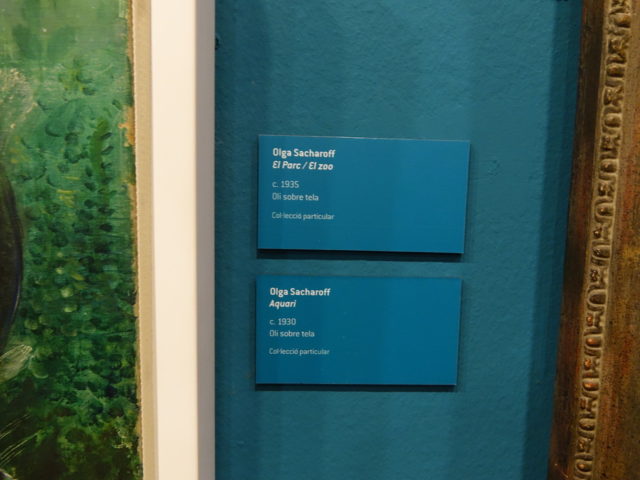 Olga Sacharoff
El Parc / El zoo
c. 1935
Oli sobre tela
Col·lecció particular
Olga Sacharoff
Aquari
c. 1930
Oli sobre tela
Col·lecció particular